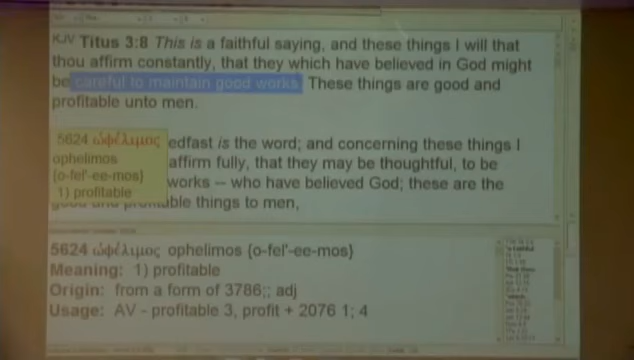 KJV Titus 3:8 This is a faithful saying, and these things I will that
thou affirm constantly, that they which have believed in God might
be careful to maintain good works. These things are good and
profitable unto men.
5624 ὠφέλιμος
ophelimos
{o-fel'-ee-mos}
1) profitable
edfast is the word; and concerning these things I
affirm fully, that they may be thoughtful, to be
works -- who have believed God; these are the
good and profitable things to men,
5624 ὠφέλιμος ophelimos {o-fel'-ee-mos}
Meaning: 1) profitable
Origin: from a form of 3786;; adj
Usage: AV - profitable 3, profit + 2076 1; 4